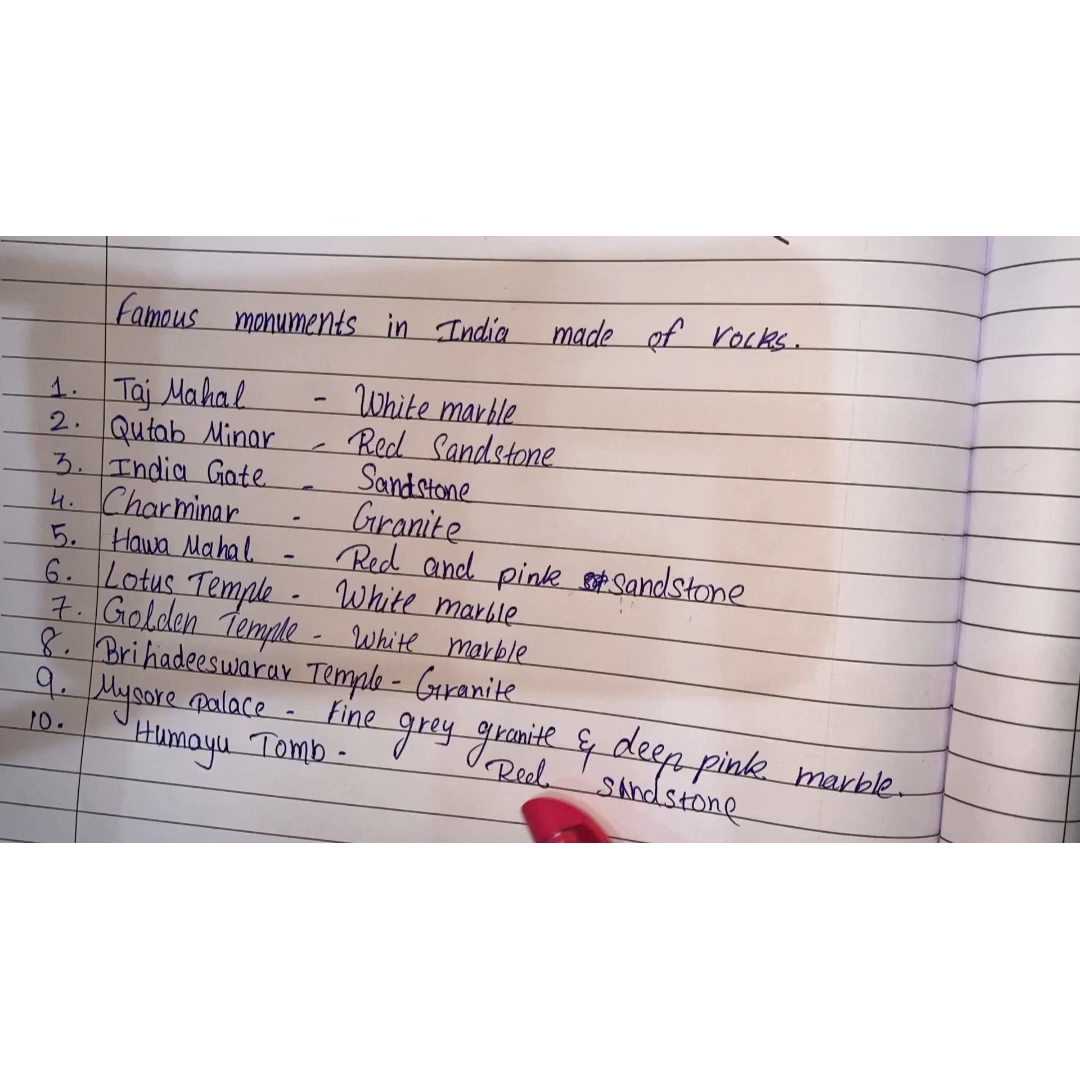 Famous monuments in India made of rocks.
1. Taj Mahal - White marble
2. Qutab Minar - Red Sandstone
3. India Gate - Sandstone
4. Charminar - Granite
5. Hawa Mahal - Red and pink sandstone
6. Lotus Temple - White marble
7. Golden Temple - White marble
8. Brihadeeswarar Temple - Granite
9. Mysore palace - Fine grey granite & deep pink marble.
10. Humayu Tomb - Red sandstone